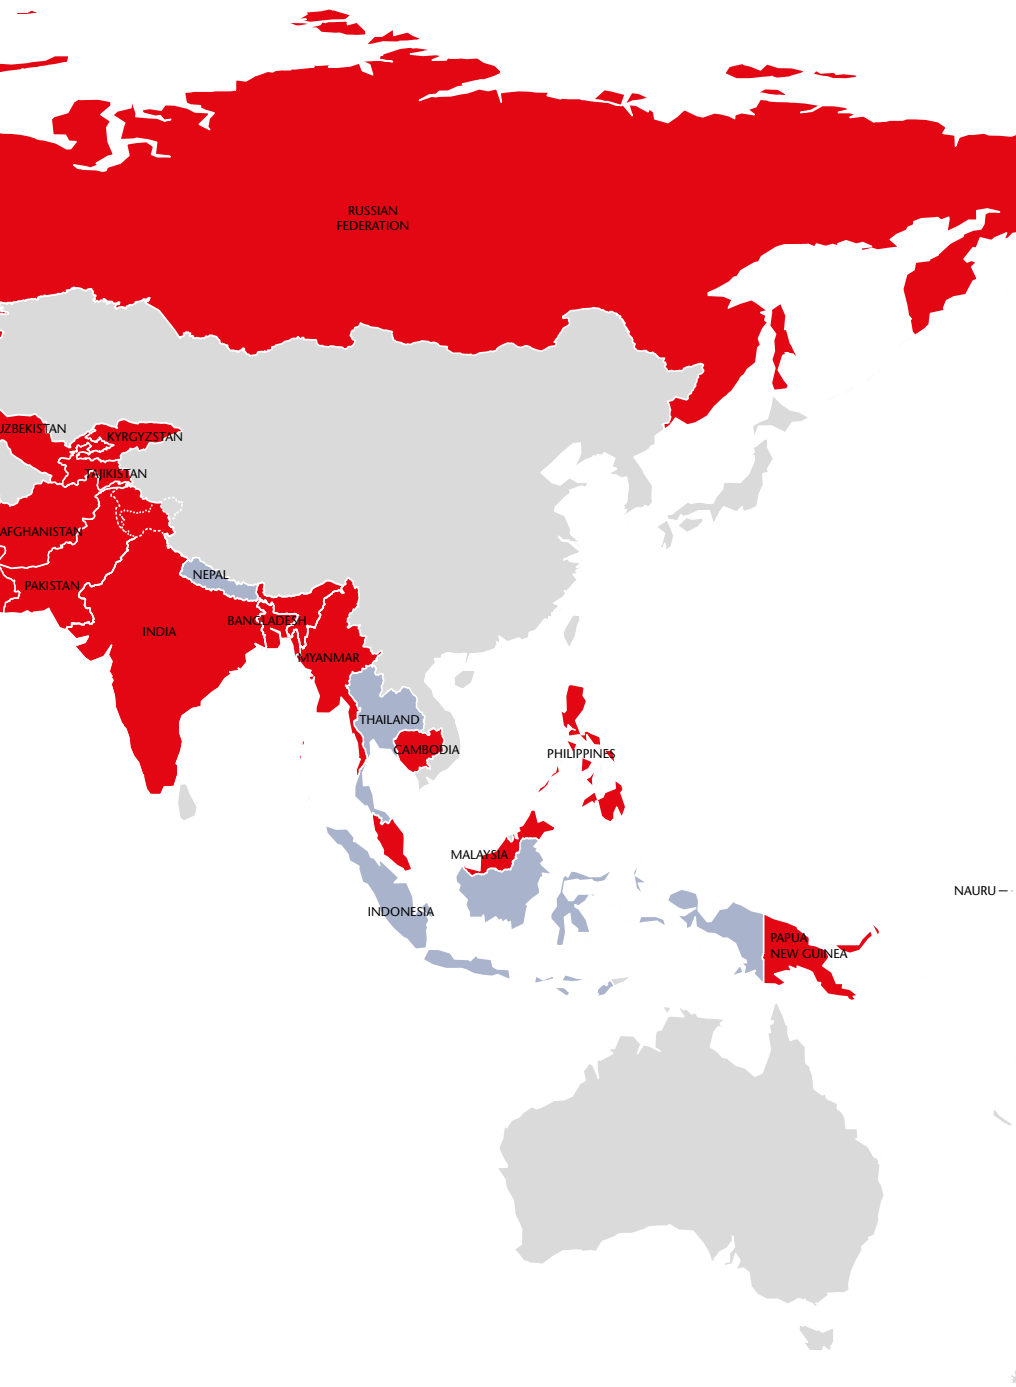 RUSSIAN
FEDERATION
UZBEKISTAN
KYRGYZSTAN
TAJIKISTAN
AFGHANISTAN
NEPAL
PAKISTAN
BANGLADESH
INDIA
MYANMAR
THAILAND
CAMBODIA
PHILIPPINES
MALAYSIA
NAURU
INDONESIA
PAPUA
NEW GUINEA